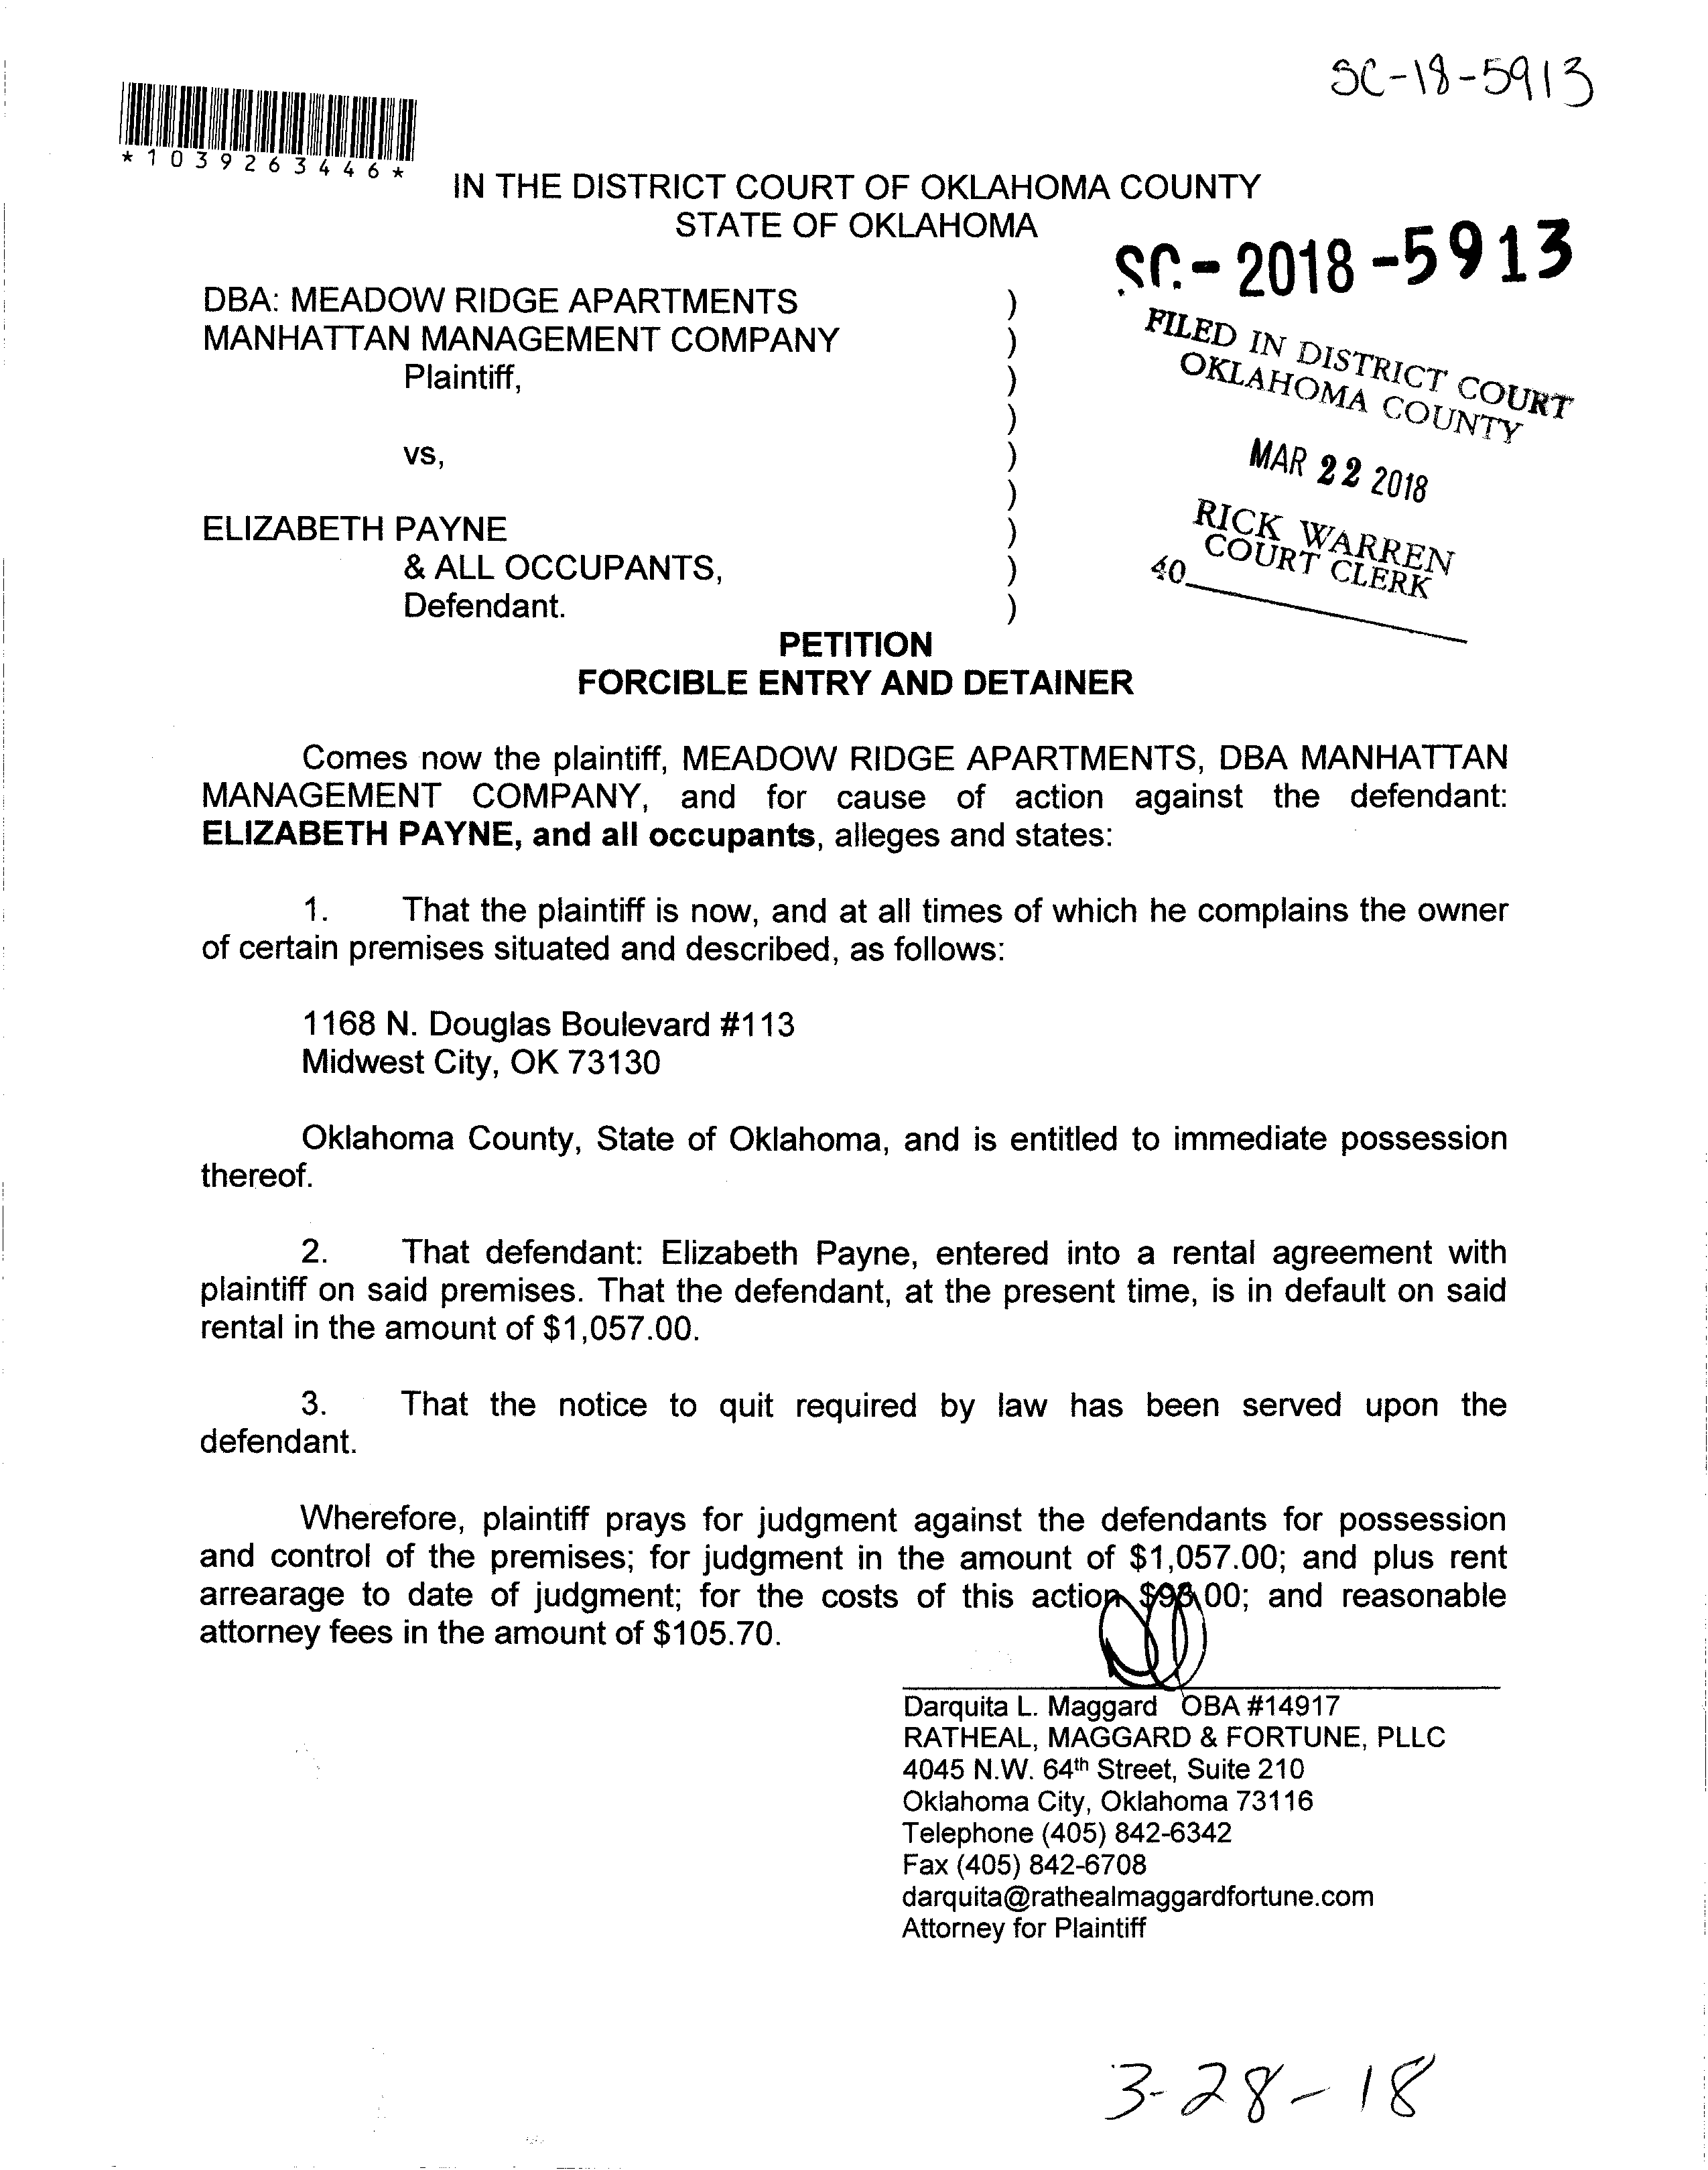 SC-18-5913
*1039263446*
IN THE DISTRICT COURT OF OKLAHOMA COUNTY
STATE OF OKLAHOMA
SC-2018-5913
DBA: MEADOW RIDGE APARTMENTS )
MANHATTAN MANAGEMENT COMPANY )
Plaintiff, )
)
vs, )
)
ELIZABETH PAYNE )
& ALL OCCUPANTS, )
Defendant. )
FILED IN DISTRICT COURT
OKLAHOMA COUNTY
MAR 22 2018
RICK WARREN
COURT CLERK
40
PETITION
FORCIBLE ENTRY AND DETAINER
Comes now the plaintiff, MEADOW RIDGE APARTMENTS, DBA MANHATTAN
MANAGEMENT COMPANY, and for cause of action against the defendant:
ELIZABETH PAYNE, and all occupants, alleges and states:
1. That the plaintiff is now, and at all times of which he complains the owner
of certain premises situated and described, as follows:
1168 N. Douglas Boulevard #113
Midwest City, OK 73130
Oklahoma County, State of Oklahoma, and is entitled to immediate possession
thereof.
2. That defendant: Elizabeth Payne, entered into a rental agreement with
plaintiff on said premises. That the defendant, at the present time, is in default on said
rental in the amount of $1,057.00.
3. That the notice to quit required by law has been served upon the
defendant.
Wherefore, plaintiff prays for judgment against the defendants for possession
and control of the premises; for judgment in the amount of $1,057.00; and plus rent
arrearage to date of judgment; for the costs of this action and reasonable
attorney fees in the amount of $105.70.
Darquita L. Maggard OBA #14917
RATHEAL, MAGGARD & FORTUNE, PLLC
4045 N.W. 64th Street, Suite 210
Oklahoma City, Oklahoma 73116
Telephone (405) 842-6342
Fax (405) 842-6708
darquita@rathealmaggardfortune.com
Attorney for Plaintiff
3-28-18